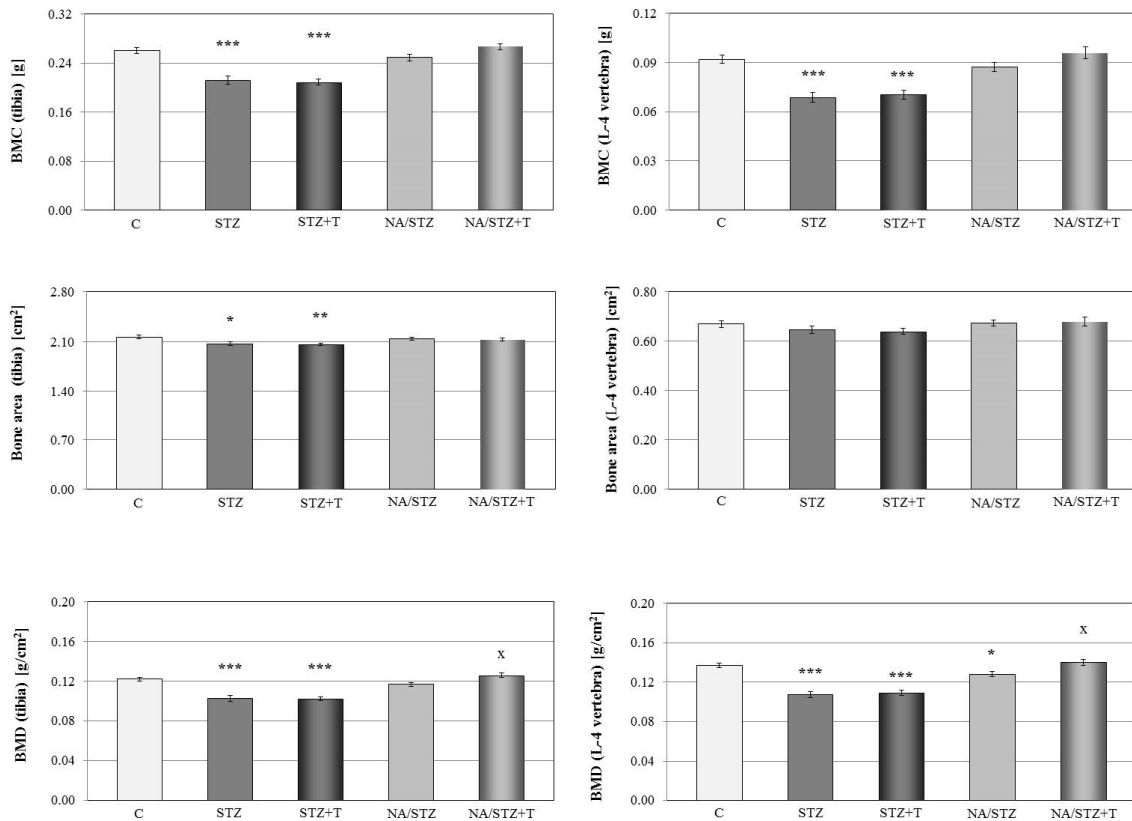 BMC (tibia) [g]
0.32
0.24
0.16
0.08
0.00
*** ***
C STZ STZ+T NA/STZ NA/STZ+T
BMC (L-4 vertebra) [g]
0.12
0.09
0.06
0.03
0.00
*** ***
C STZ STZ+T NA/STZ NA/STZ+T
Bone area (tibia) [cm²]
2.80
2.10
1.40
0.70
0.00
* **
C STZ STZ+T NA/STZ NA/STZ+T
Bone area (L-4 vertebra) [cm²]
0.80
0.60
0.40
0.20
0.00
C STZ STZ+T NA/STZ NA/STZ+T
BMD (tibia) [g/cm²]
0.20
0.16
0.12
0.08
0.04
0.00
*** *** x
C STZ STZ+T NA/STZ NA/STZ+T
BMD (L-4 vertebra) [g/cm²]
0.20
0.16
0.12
0.08
0.04
0.00
*** *** * x
C STZ STZ+T NA/STZ NA/STZ+T